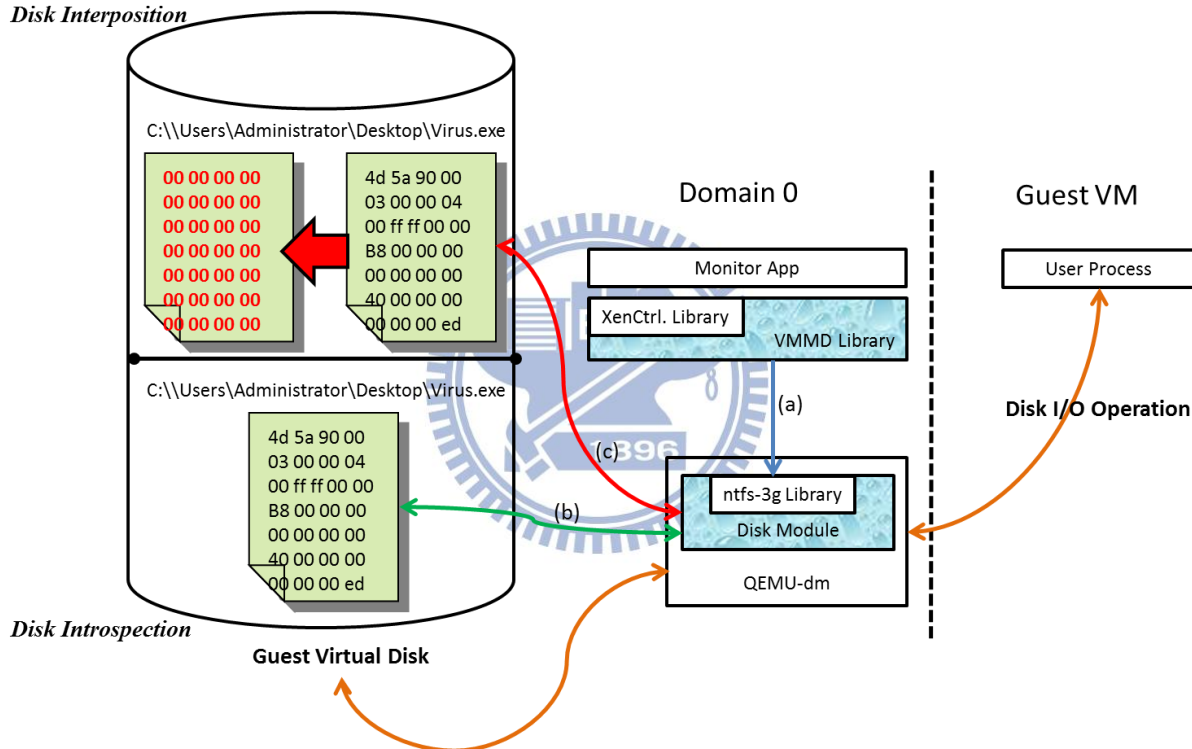 Disk Interposition
C:\\Users\Administrator\Desktop\Virus.exe
00 00 00 00
00 00 00 00
00 00 00 00
00 00 00 00
00 00 00 00
00 00 00 00
00 00 00 00
4d 5a 90 00
03 00 00 04
00 ff ff 00 00
B8 00 00 00
00 00 00 00
40 00 00 00
00 00 00 ed
C:\\Users\Administrator\Desktop\Virus.exe
4d 5a 90 00
03 00 00 04
00 ff ff 00 00
B8 00 00 00
00 00 00 00
40 00 00 00
00 00 00 ed
Disk Introspection
Guest Virtual Disk
Domain 0
Monitor App
XenCtrl. Library
VMMD Library
(a)
(c)
(b)
1896
ntfs-3g Library
Disk Module
QEMU-dm
Guest VM
User Process
Disk I/O Operation